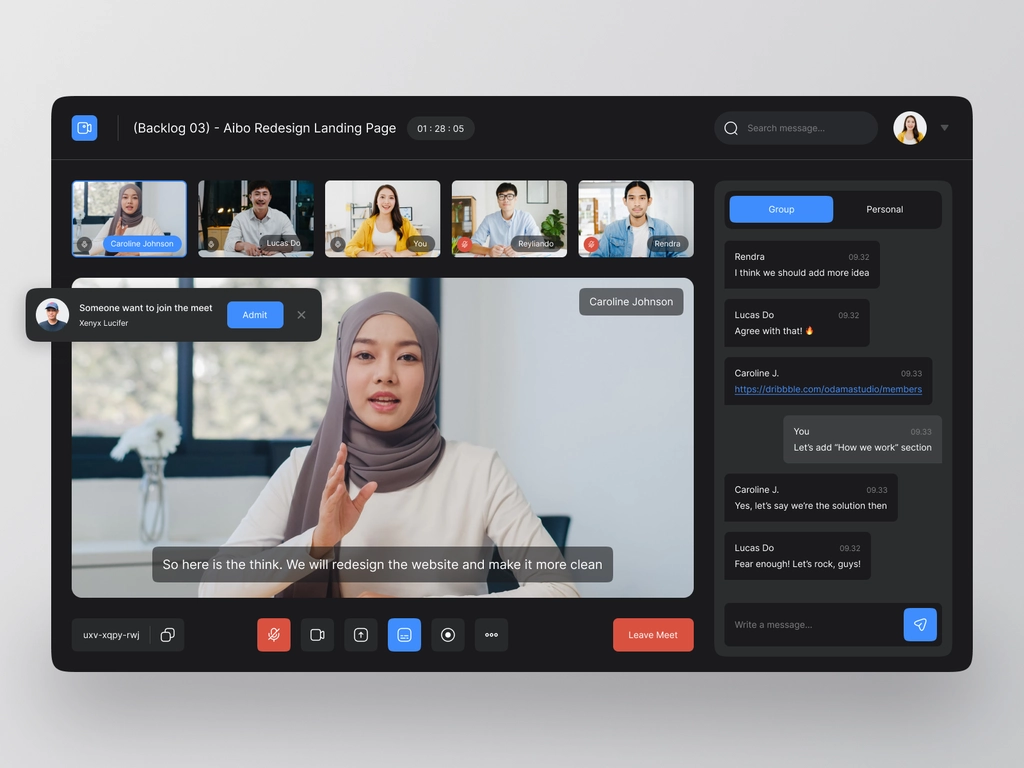 (Backlog 03) - Aibo Redesign Landing Page
01 : 28 : 05
Search message...
Caroline Johnson
Lucas Do
You
Reyliando
Rendra
Someone want to join the meet
Xenyx Lucifer
Admit
Caroline Johnson
So here is the think. We will redesign the website and make it more clean
uxv-xqpy-rwj
Leave Meet
Group
Personal
Rendra 09.32
I think we should add more idea
Lucas Do 09.32
Agree with that! 🔥
Caroline J. 09.33
https://dribbble.com/odamastudio/members
You 09.33
Let's add "How we work" section
Caroline J. 09.33
Yes, let's say we're the solution then
Lucas Do 09.32
Fear enough! Let's rock, guys!
Write a message...